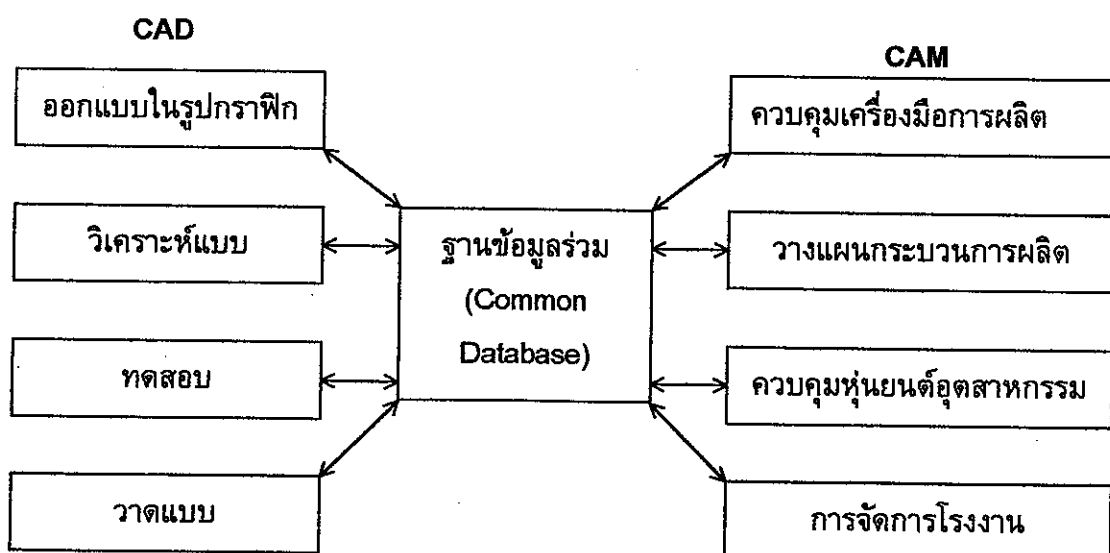 CAD
CAM
ออกแบบในรูปกราฟิก
ควบคุมเครื่องมือการผลิต
วิเคราะห์แบบ
ฐานข้อมูลร่วม
(Common
Database)
วางแผนกระบวนการผลิต
ทดสอบ
ควบคุมหุ่นยนต์อุตสาหกรรม
วาดแบบ
การจัดการโรงงาน